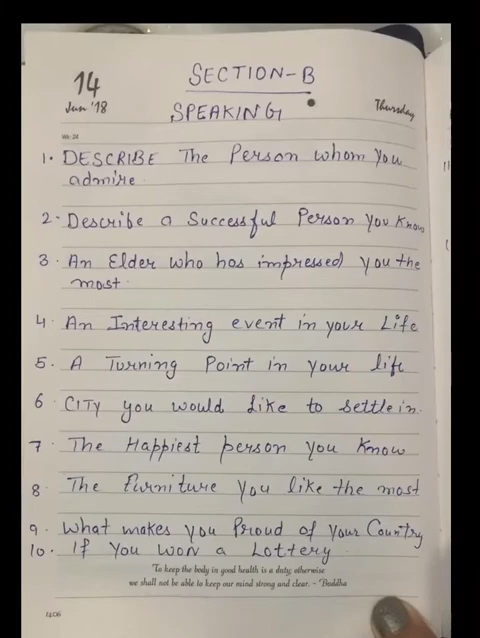 14
Jun '18
SECTION-B
SPEAKING
Thursday
Wk: 24
1. DESCRIBE The Person whom you
admire.
2. Describe a Successful Person You Know
3. An Elder who has impressed you the
most.
4. An Interesting event in your Life
5. A Turning Point in your life
6 CITY you would like to settle in.
7. The Happiest person you Know
8. The Furniture you like the most
9. What makes you Proud of Your Country
10. If You won a Lottery.
To keep the body in good health is a duty, otherwise
we shall not be able to keep our mind strong and clear. - Buddha